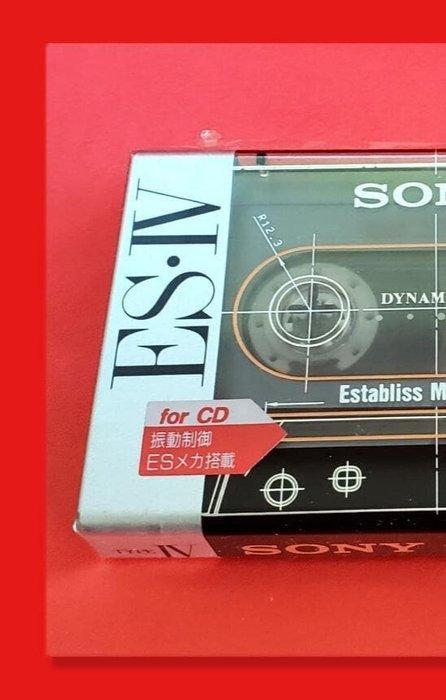 ES·IV
SO
R12.3
DYNAM
Establiss M
for CD
振動制御
ESメカ搭載
TYPE IV
SONY